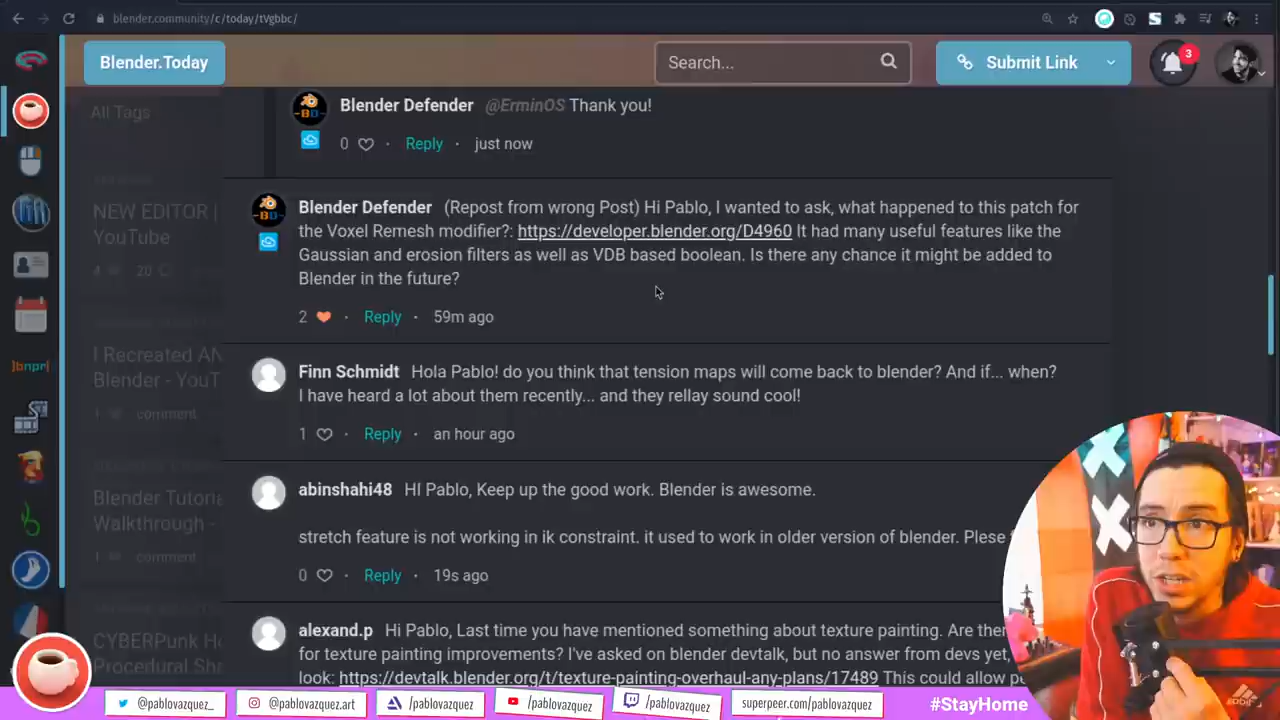 blender.community/c/today/tVgbbc/
Blender.Today
Search...
Submit Link
3
All Tags
Blender Defender @ErminOS Thank you!
0 Reply · just now
NEW EDITOR |
YouTube
4 20
Blender Defender (Repost from wrong Post) Hi Pablo, I wanted to ask, what happened to this patch for
the Voxel Remesh modifier?: https://developer.blender.org/D4960 It had many useful features like the
Gaussian and erosion filters as well as VDB based boolean. Is there any chance it might be added to
Blender in the future?
2 · Reply · 59m ago
I Recreated AN
Blender - YouT
1 comment
Finn Schmidt Hola Pablo! do you think that tension maps will come back to blender? And if... when?
I have heard a lot about them recently... and they rellay sound cool!
1 Reply · an hour ago
|bnpr|
Blender Tutoria
Walkthrough -
1 comment
abinshahi48 HI Pablo, Keep up the good work. Blender is awesome.
stretch feature is not working in ik constraint. it used to work in older version of blender. Plese
0 Reply · 19s ago
CYBERPunk Ho
Procedural Sha
alexand.p Hi Pablo, Last time you have mentioned something about texture painting. Are ther
for texture painting improvements? I've asked on blender devtalk, but no answer from devs yet,
look: https://devtalk.blender.org/t/texture-painting-overhaul-any-plans/17489 This could allow pe
@pablovazquez_
@pablovazquez.art
/pablovazquez
/pablovazquez
/pablovazquez
superpeer.com/pablovazquez
#StayHome